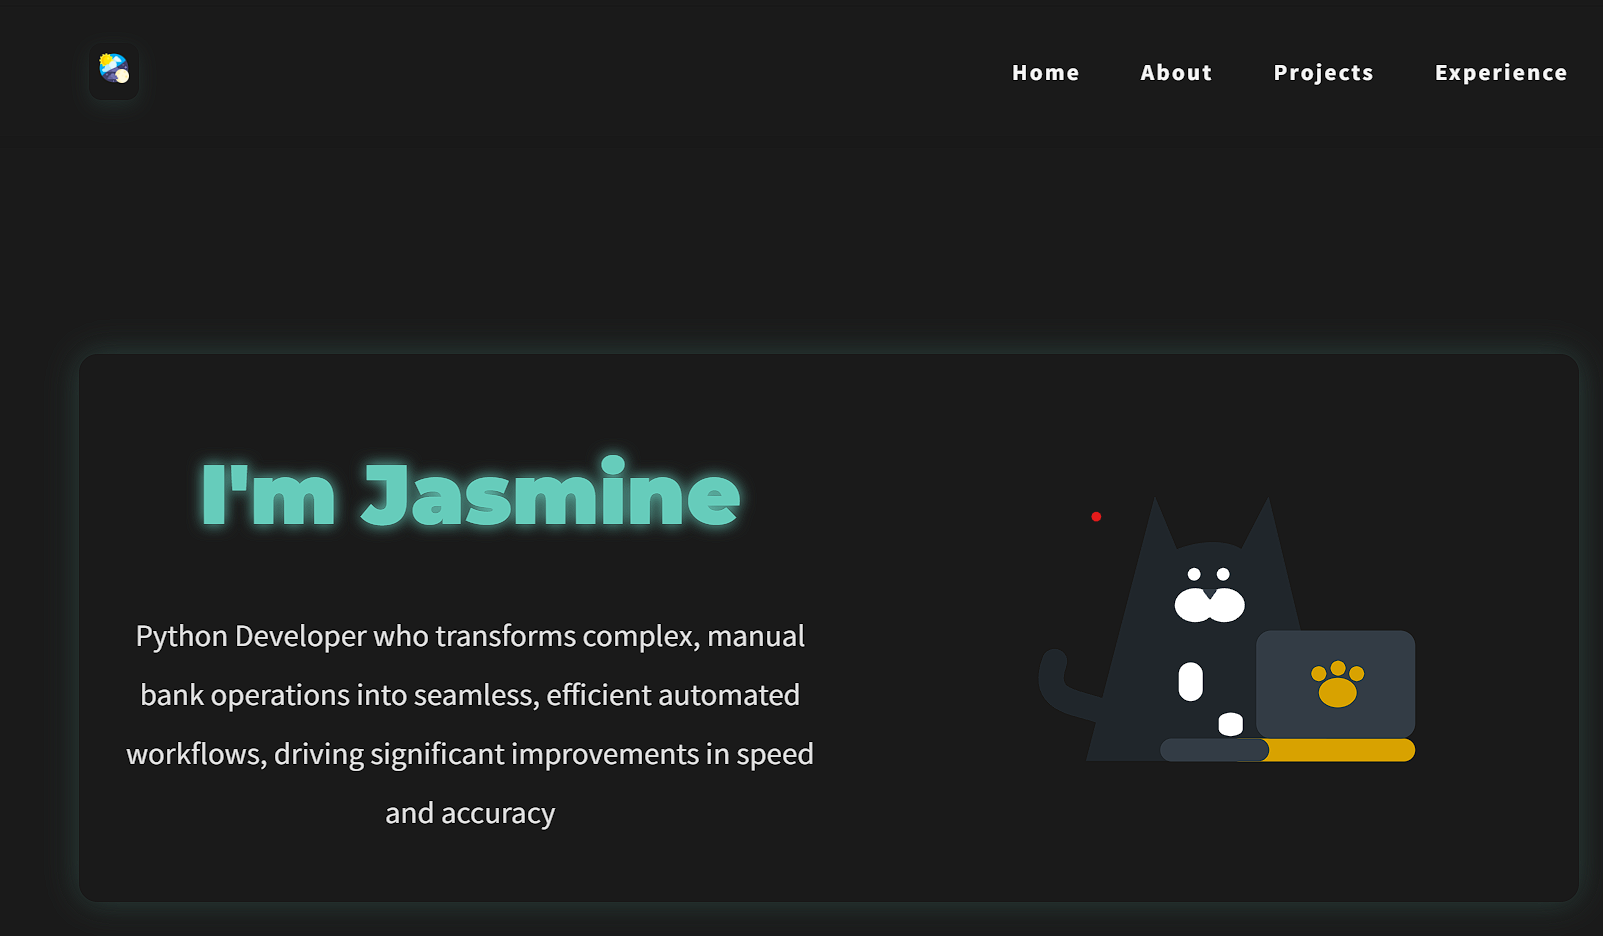 Home About Projects Experience
I'm Jasmine
Python Developer who transforms complex, manual
bank operations into seamless, efficient automated
workflows, driving significant improvements in speed
and accuracy